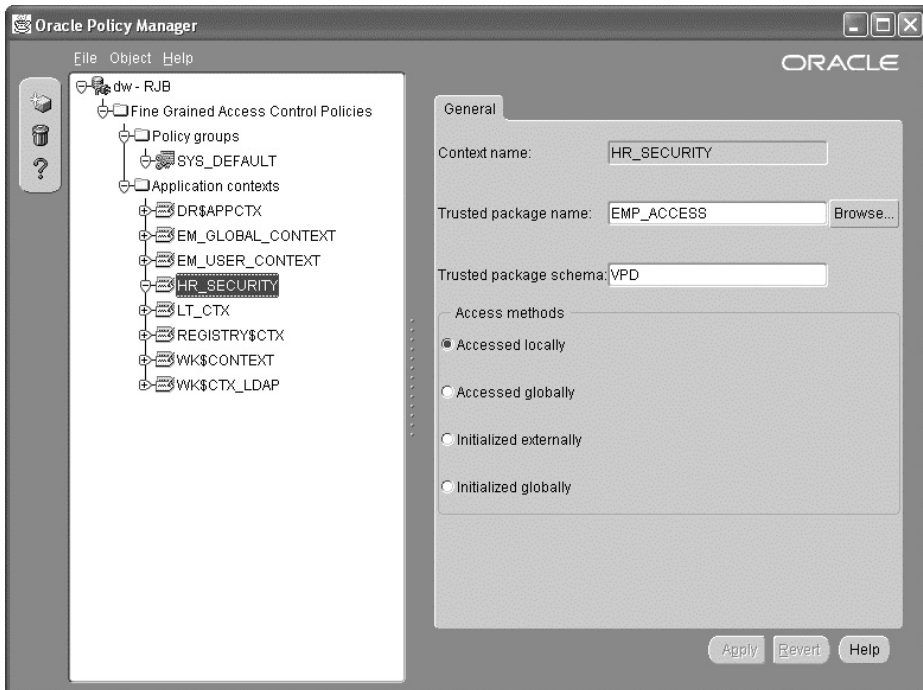 Oracle Policy Manager
File Object Help
ORACLE
dw - RJB
Fine Grained Access Control Policies
Policy groups
SYS_DEFAULT
Application contexts
DR$APPCTX
EM_GLOBAL_CONTEXT
EM_USER_CONTEXT
HR_SECURITY
LT_CTX
REGISTRY$CTX
WK$CONTEXT
WK$CTX_LDAP
General
Context name: HR_SECURITY
Trusted package name: EMP_ACCESS Browse...
Trusted package schema: VPD
Access methods
Accessed locally
Accessed globally
Initialized externally
Initialized globally
Apply Revert Help